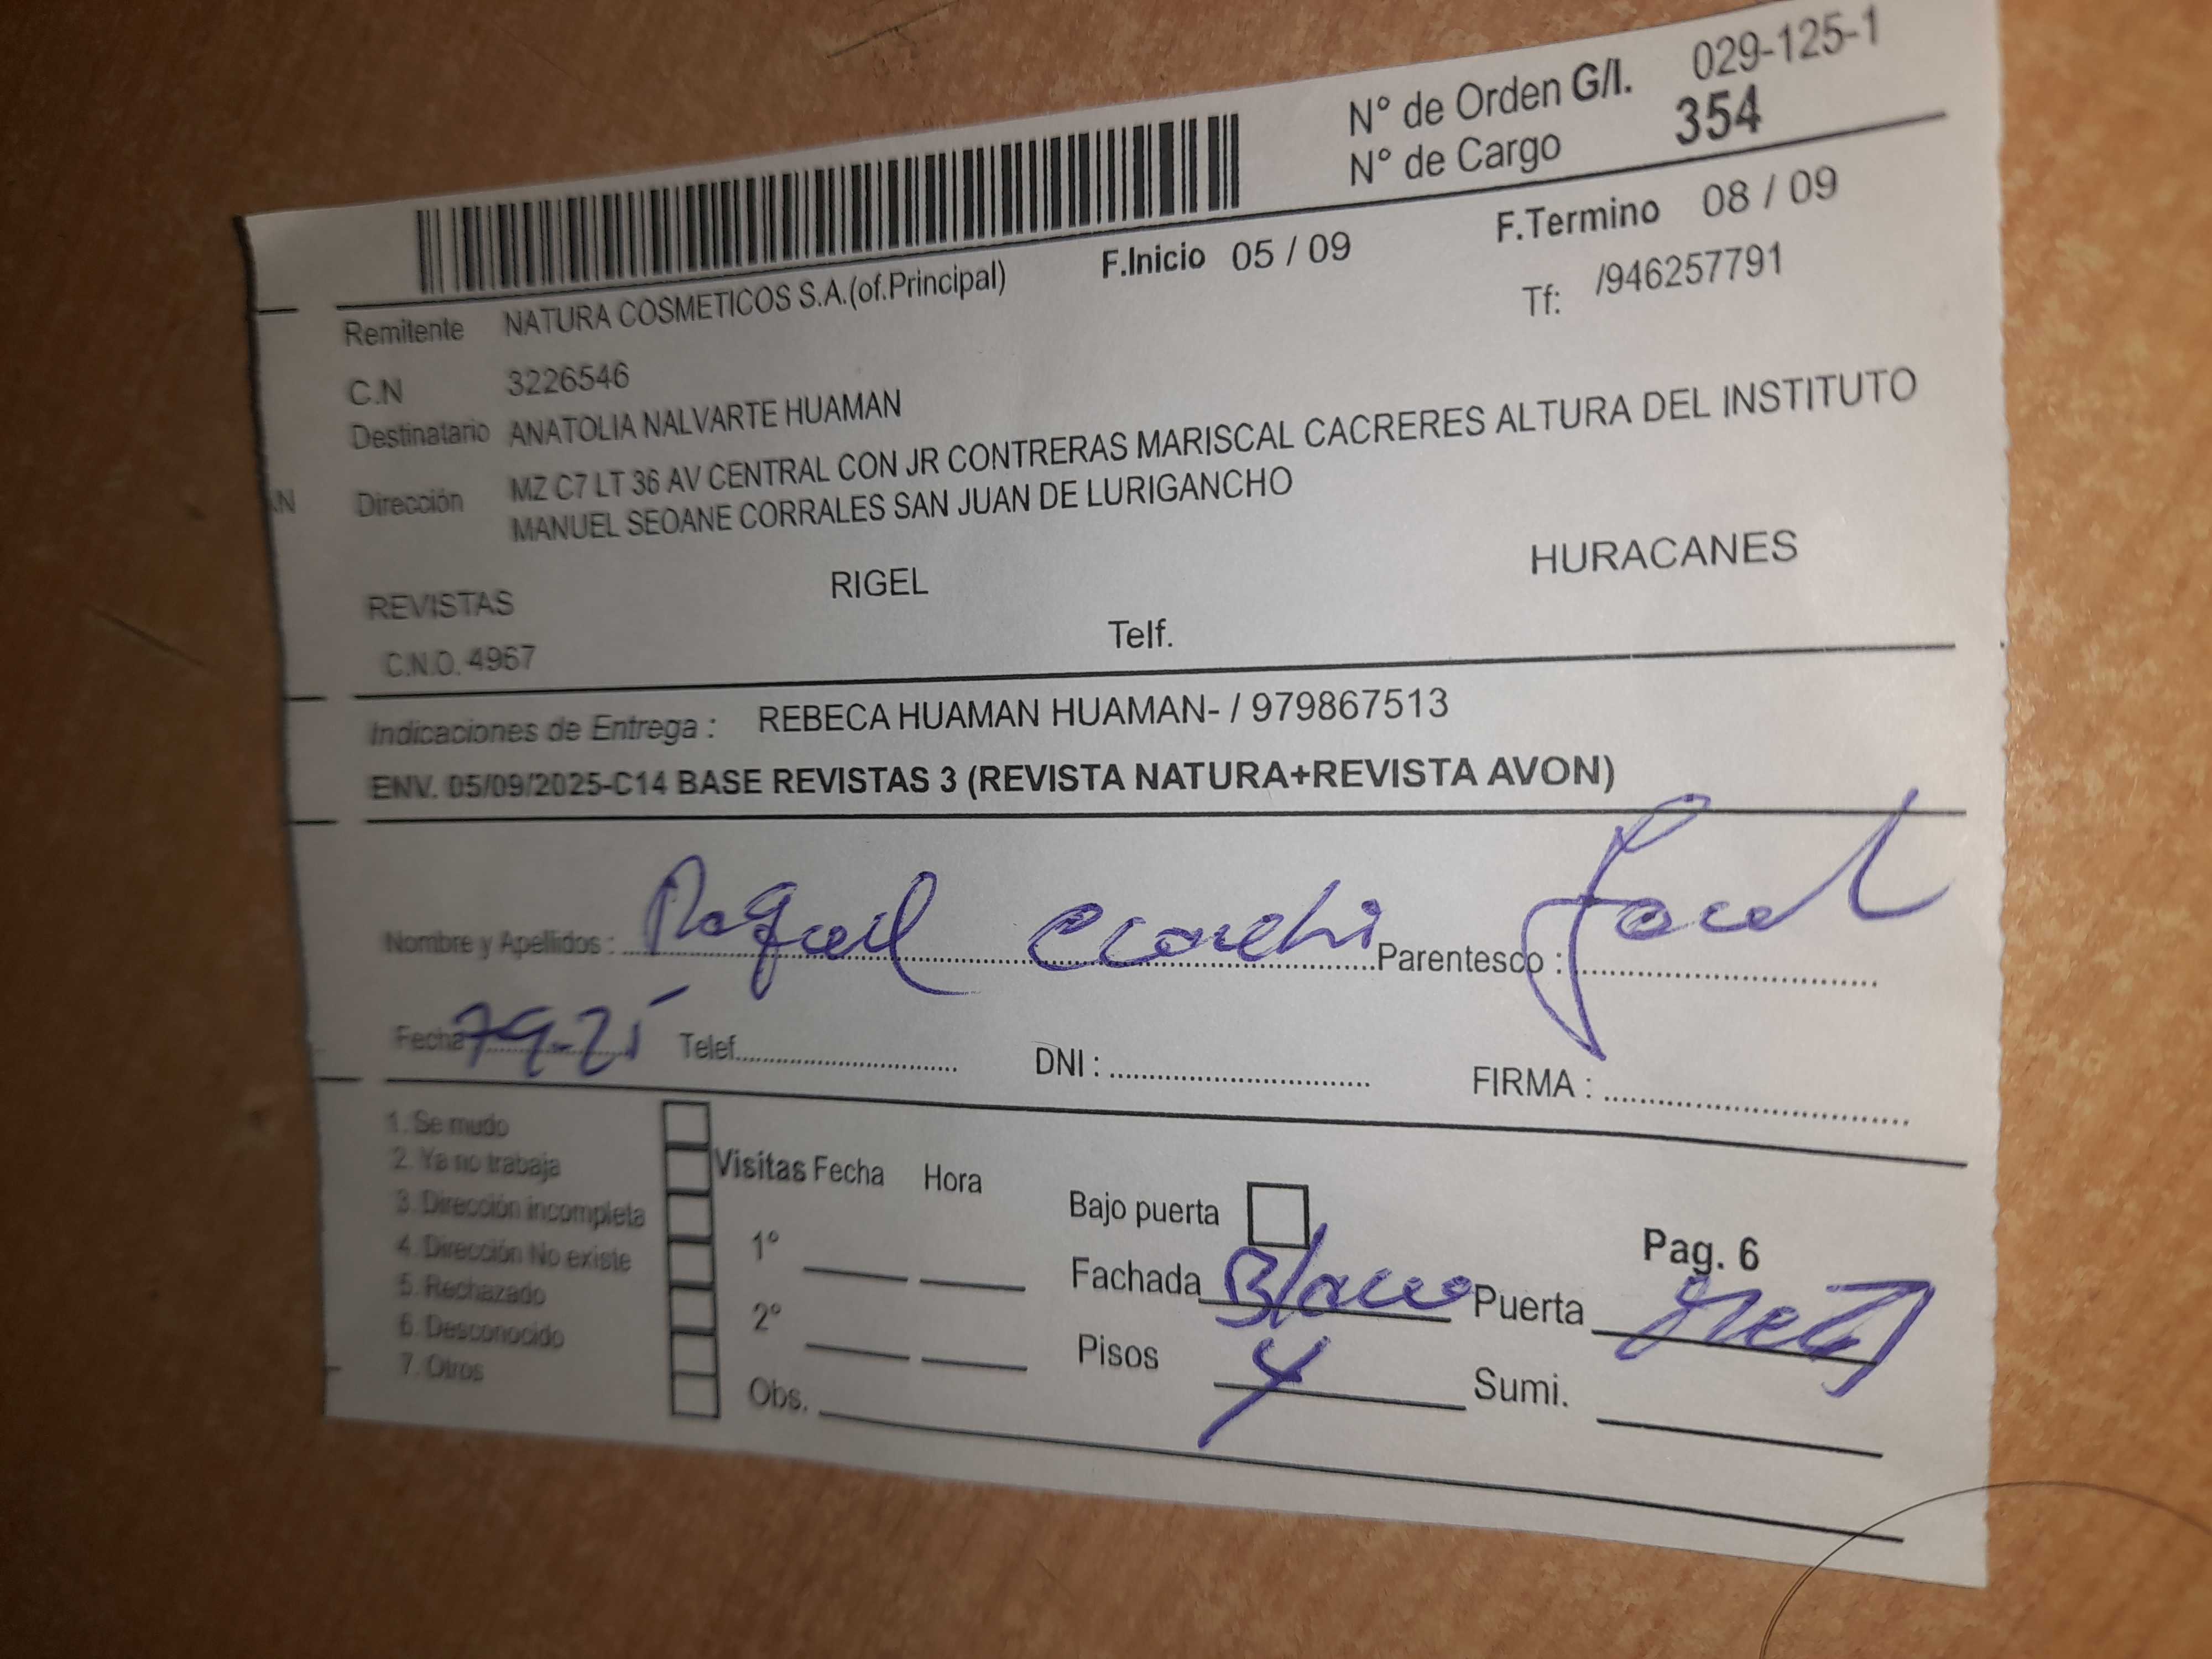 N° de Orden G/I. 029-125-1
N° de Cargo 354
F.Inicio 05 / 09 F.Termino 08 / 09
Remitente NATURA COSMETICOS S.A.(of.Principal) Tf: /946257791
C.N 3226546
Destinatario ANATOLIA NALVARTE HUAMAN
Dirección MZ C7 LT 36 AV CENTRAL CON JR CONTRERAS MARISCAL CACRERES ALTURA DEL INSTITUTO
MANUEL SEOANE CORRALES SAN JUAN DE LURIGANCHO
REVISTAS RIGEL HURACANES
C.N.O. 4967 Telf.
Indicaciones de Entrega : REBECA HUAMAN HUAMAN- / 979867513
ENV. 05/09/2025-C14 BASE REVISTAS 3 (REVISTA NATURA+REVISTA AVON)
Nombre y Apellidos : Raquel Parentesco :
Fecha 79-25 Telef. DNI : FIRMA :
1. Se mudo
2. Ya no trabaja
3. Dirección incompleta
4. Dirección No existe
5. Rechazado
6. Desconocido
7. Otros
Visitas Fecha Hora
1°
2°
Obs.
Bajo puerta Pag. 6
Fachada Blanco Puerta
Pisos 4 Sumi.